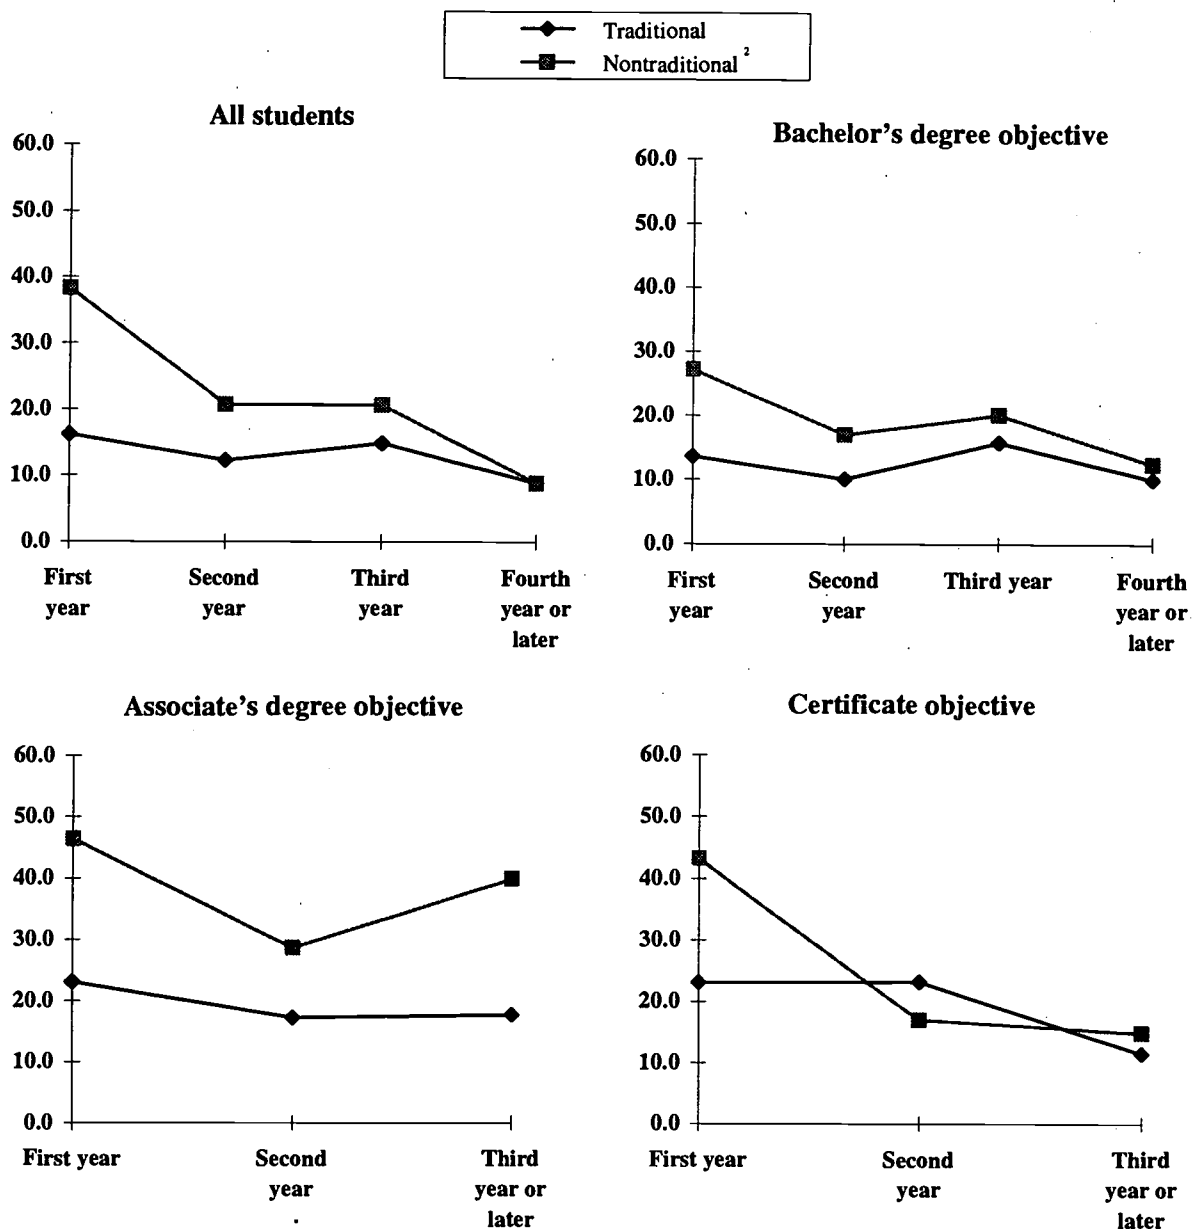 Traditional
Nontraditional ²
All students
60.0
50.0
40.0
30.0
20.0
10.0
0.0
First year
Second year
Third year
Fourth year or later
Bachelor's degree objective
60.0
50.0
40.0
30.0
20.0
10.0
0.0
First year
Second year
Third year
Fourth year or later
Associate's degree objective
60.0
50.0
40.0
30.0
20.0
10.0
0.0
First year
Second year
Third year or later
Certificate objective
60.0
50.0
40.0
30.0
20.0
10.0
0.0
First year
Second year
Third year or later